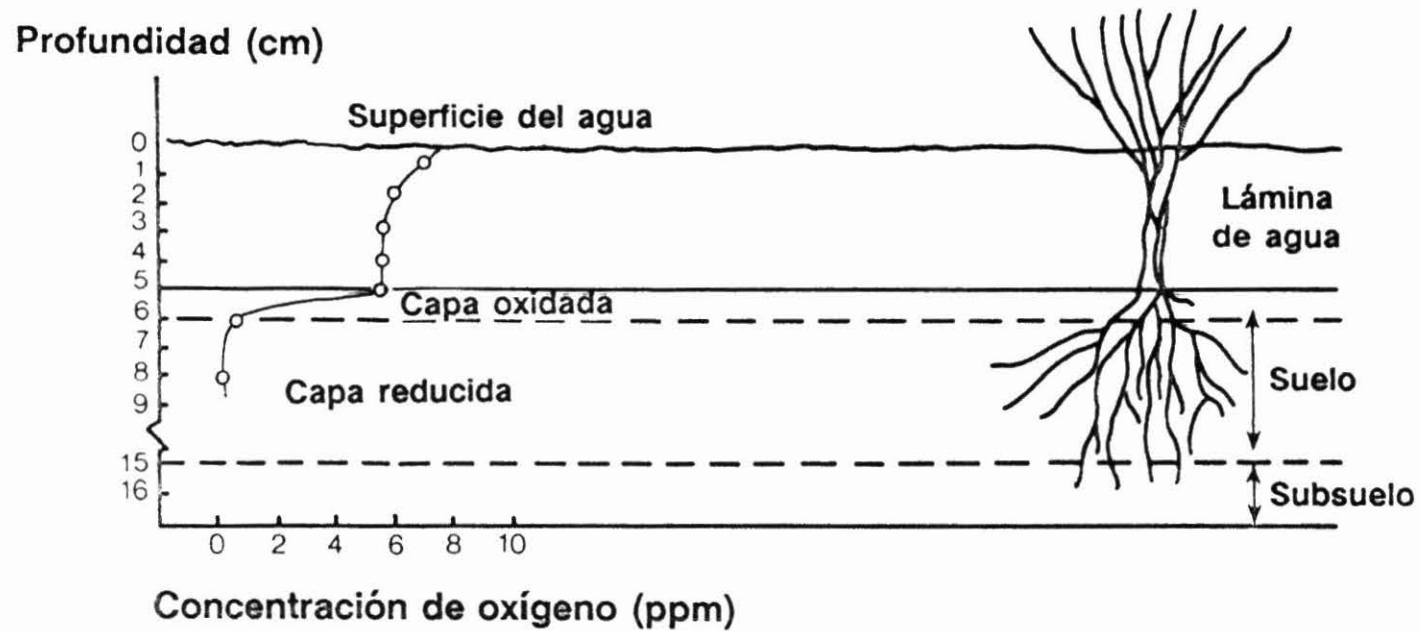 Profundidad (cm)
Superficie del agua
0
1
2
3
4
5
6
7
8
9
15
16
Lámina
de agua
Capa oxidada
Capa reducida
Suelo
Subsuelo
0 2 4 6 8 10
Concentración de oxígeno (ppm)